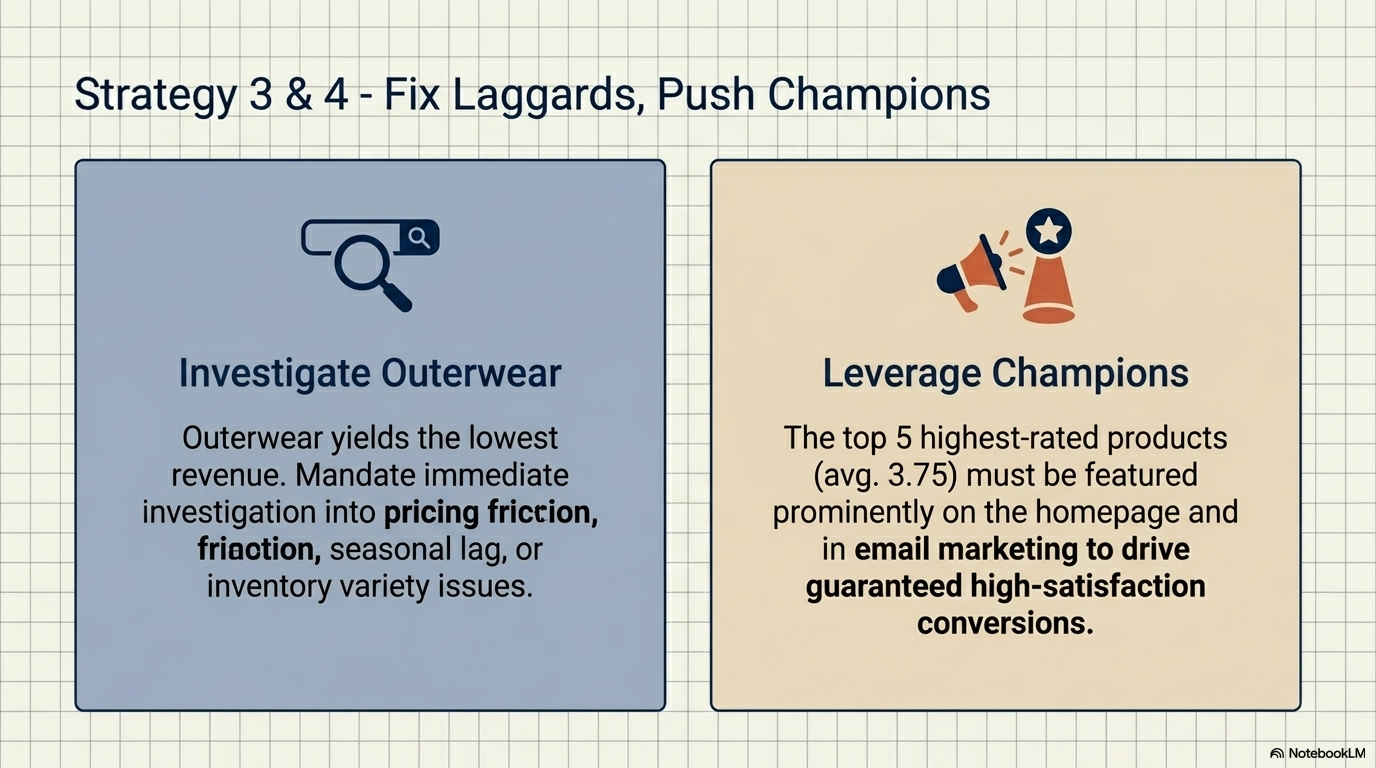 Strategy 3 & 4 - Fix Laggards, Push Champions
Investigate Outerwear
Outerwear yields the lowest
revenue. Mandate immediate
investigation into pricing
seasonal lag, or
inventory variety issues.
Leverage Champions
The top 5 highest-rated products
(avg. 3.75) must be featured
prominently on the homepage and
in email marketing to drive
guaranteed high-satisfaction
conversions.
NotebookLM